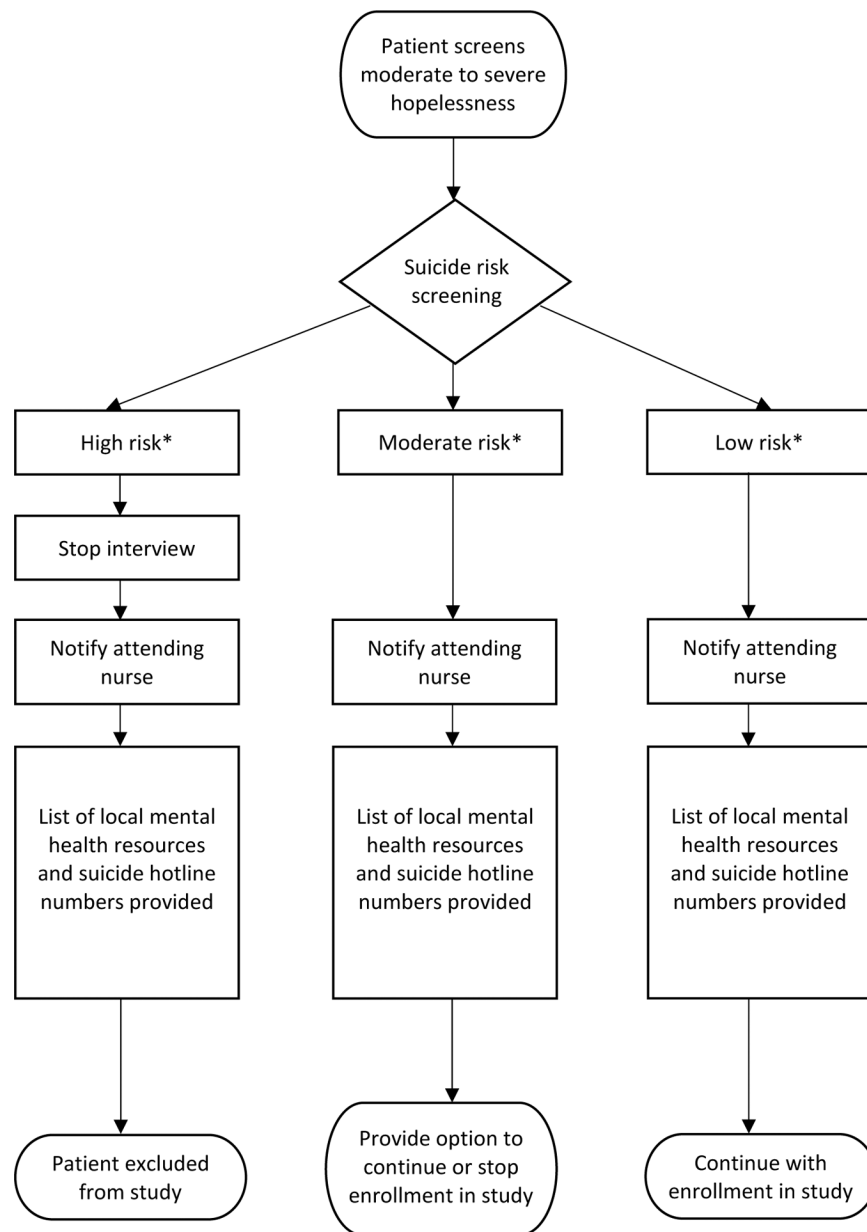 Patient screens
moderate to severe
hopelessness
Suicide risk
screening
High risk*
Moderate risk*
Low risk*
Stop interview
Notify attending
nurse
Notify attending
nurse
Notify attending
nurse
List of local mental
health resources
and suicide hotline
numbers provided
List of local mental
health resources
and suicide hotline
numbers provided
List of local mental
health resources
and suicide hotline
numbers provided
Patient excluded
from study
Provide option to
continue or stop
enrollment in study
Continue with
enrollment in study